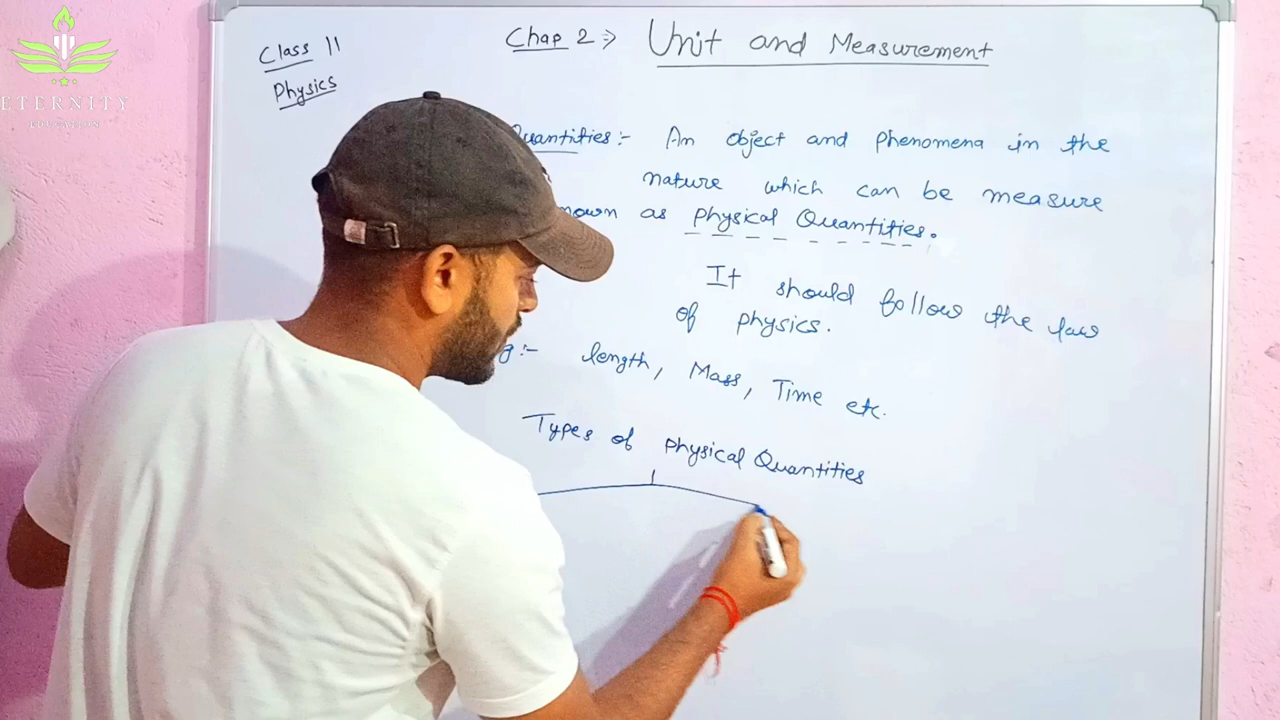 ETERNITY
EDUCATION
Class 11
Physics
Chap 2 ⇒ Unit and Measurement
Quantities :- An object and phenomena in the
nature which can be measure
as physical Quantities.
It should follow the law
of physics.
:- length, Mass, Time etc.
Types of physical Quantities